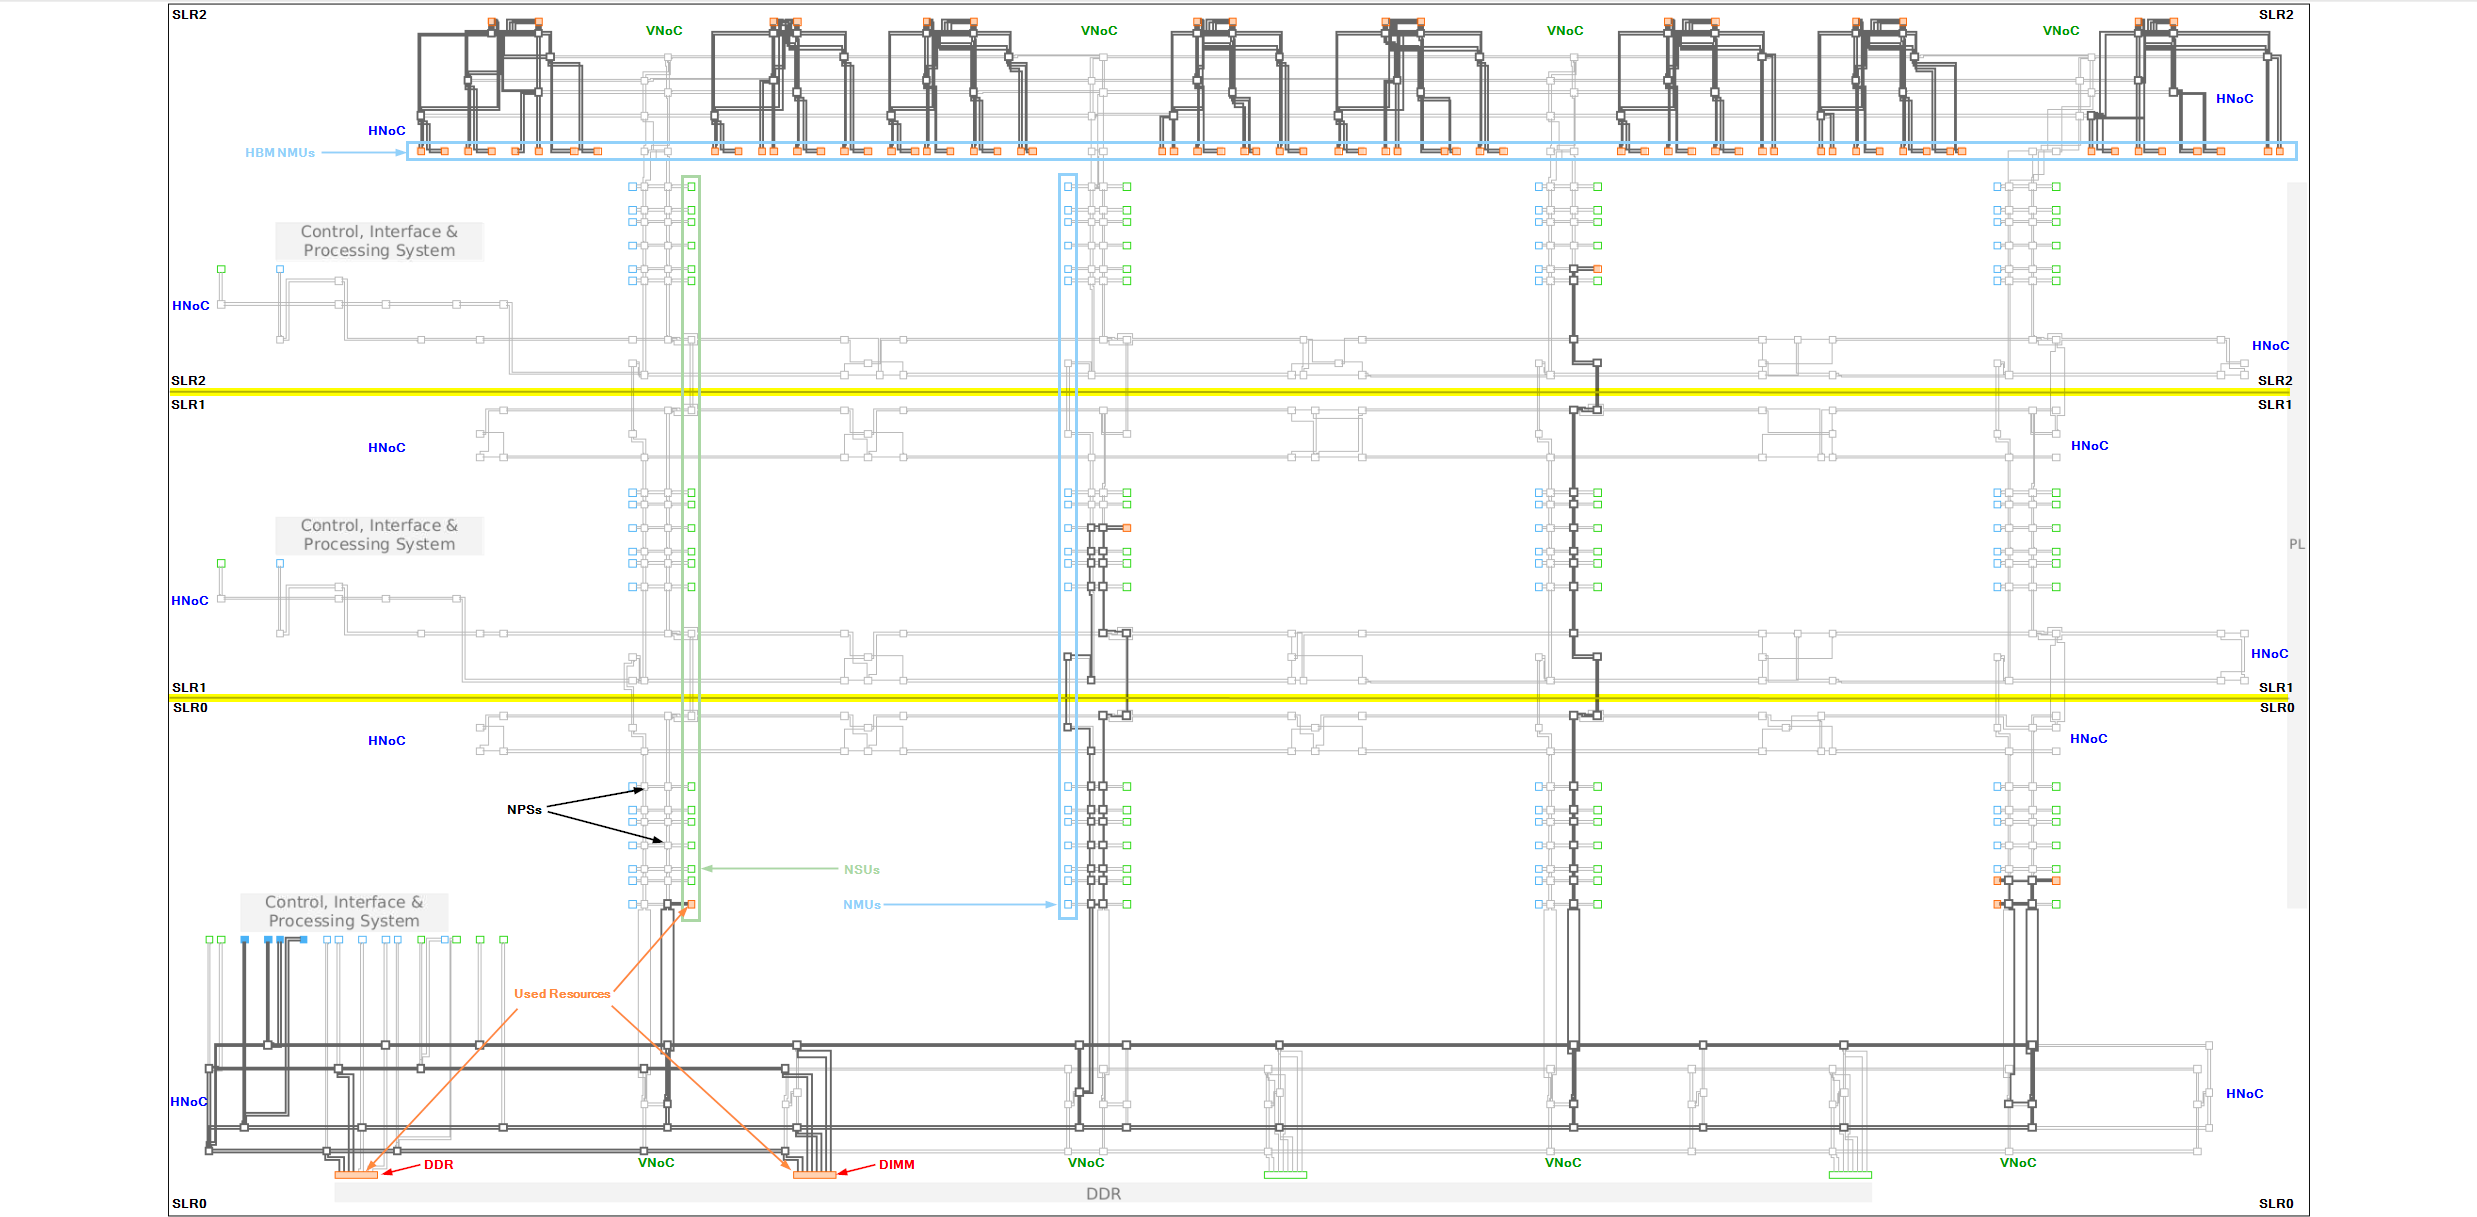 SLR2
SLR2
VNoC
VNoC
VNoC
VNoC
HNoC
HNoC
HBM NMUs
Control, Interface &
Processing System
HNoC
HNoC
SLR2
SLR2
SLR1
SLR1
HNoC
HNoC
Control, Interface &
Processing System
PL
HNoC
HNoC
SLR1
SLR1
SLR0
SLR0
HNoC
HNoC
NPSs
NSUs
NMUs
Control, Interface &
Processing System
Used Resources
HNoC
HNoC
DDR
VNoC
DIMM
VNoC
VNoC
VNoC
DDR
SLR0
SLR0